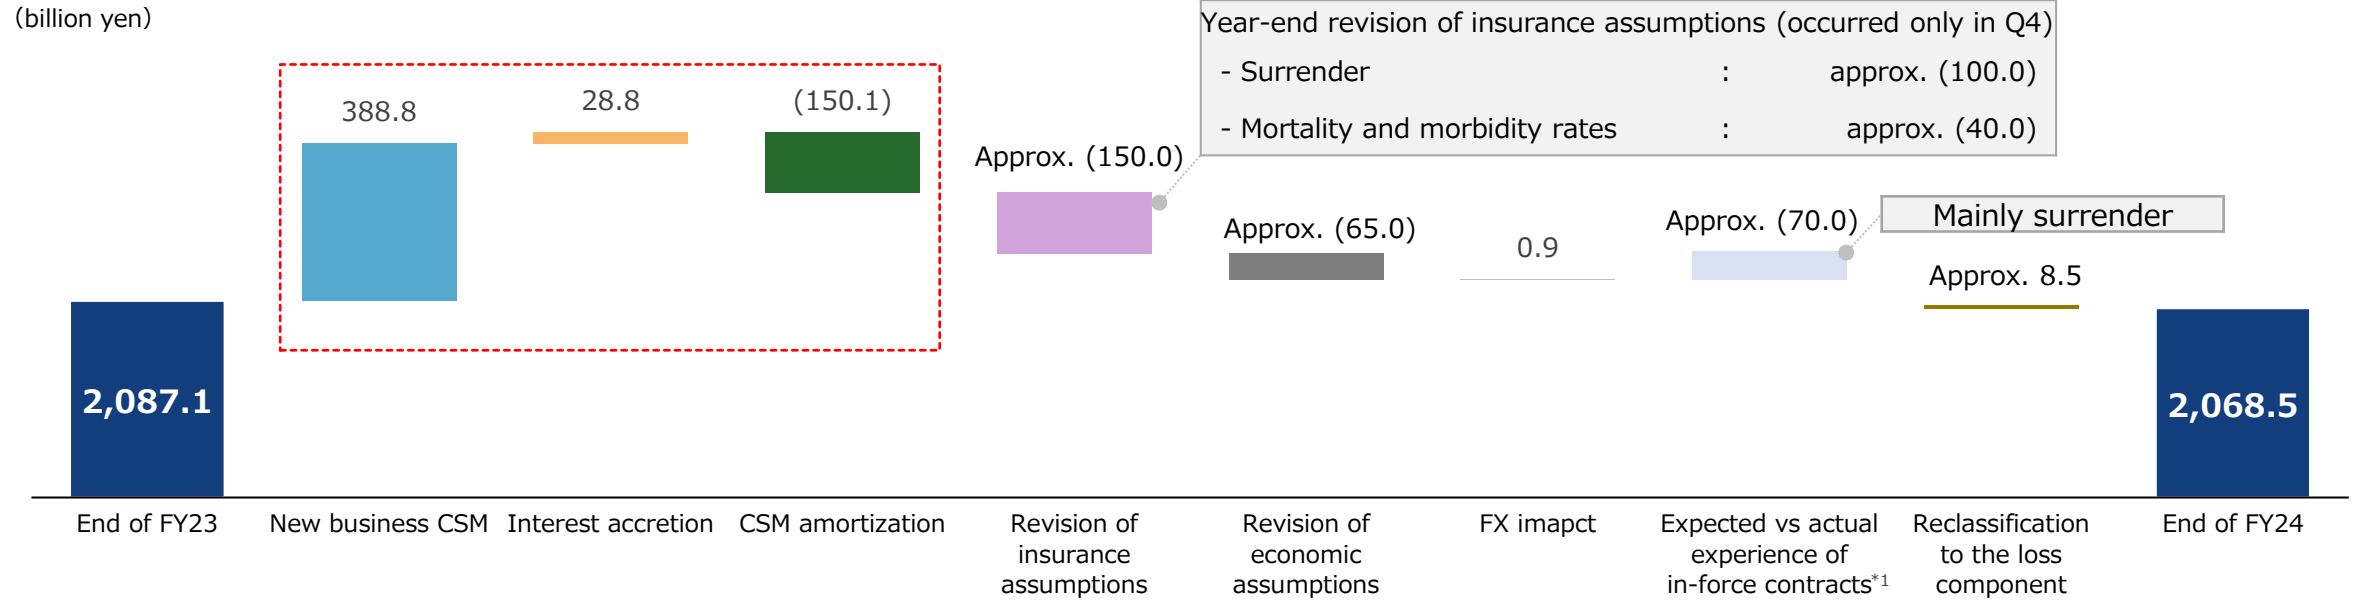 （billion yen）
Year-end revision of insurance assumptions (occurred only in Q4)
- Surrender : approx. (100.0)
- Mortality and morbidity rates : approx. (40.0)
388.8
28.8
(150.1)
Approx. (150.0)
Approx. (65.0)
0.9
Approx. (70.0)
Mainly surrender
Approx. 8.5
2,087.1
2,068.5
End of FY23
New business CSM
Interest accretion
CSM amortization
Revision of
insurance
assumptions
Revision of
economic
assumptions
FX imapct
Expected vs actual
experience of
in-force contracts*1
Reclassification
to the loss
component
End of FY24